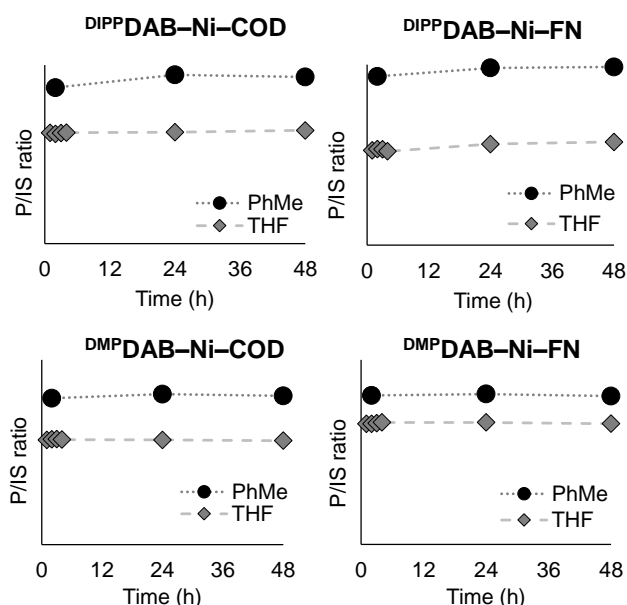 DIPPDAB–Ni–COD
P/IS ratio
PhMe
THF
0 12 24 36 48
Time (h)
DIPPDAB–Ni–FN
P/IS ratio
PhMe
THF
0 12 24 36 48
Time (h)
DMPDAB–Ni–COD
P/IS ratio
PhMe
THF
0 12 24 36 48
Time (h)
DMPDAB–Ni–FN
P/IS ratio
PhMe
THF
0 12 24 36 48
Time (h)